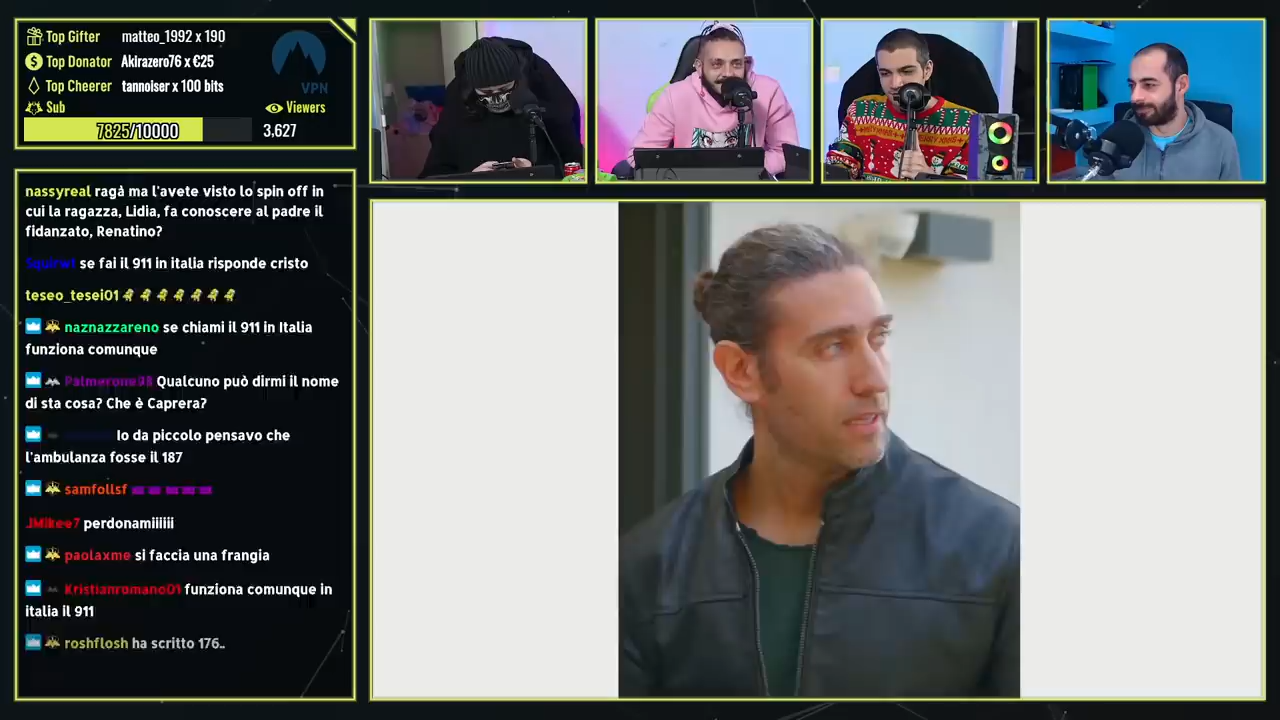 Top Gifter matteo_1992 x 190
Top Donator Akirazero76 x €25
Top Cheerer tannoiser x 100 bits
VPN
Sub
Viewers
7825/10000
3,627
nassyreal ragà ma l'avete visto lo spin off in
cui la ragazza, Lidia, fa conoscere al padre il
fidanzato, Renatino?
se fai il 911 in italia risponde cristo
teseo_tesei01
naznazzareno se chiami il 911 in Italia
funziona comunque
Qualcuno può dirmi il nome
di sta cosa? Che è Caprera?
Io da piccolo pensavo che
l'ambulanza fosse il 187
samfollsf
JMikee7 perdonamiiiiii
paolaxme si faccia una frangia
Kristianromano01 funziona comunque in
italia il 911
roshflosh ha scritto 176..